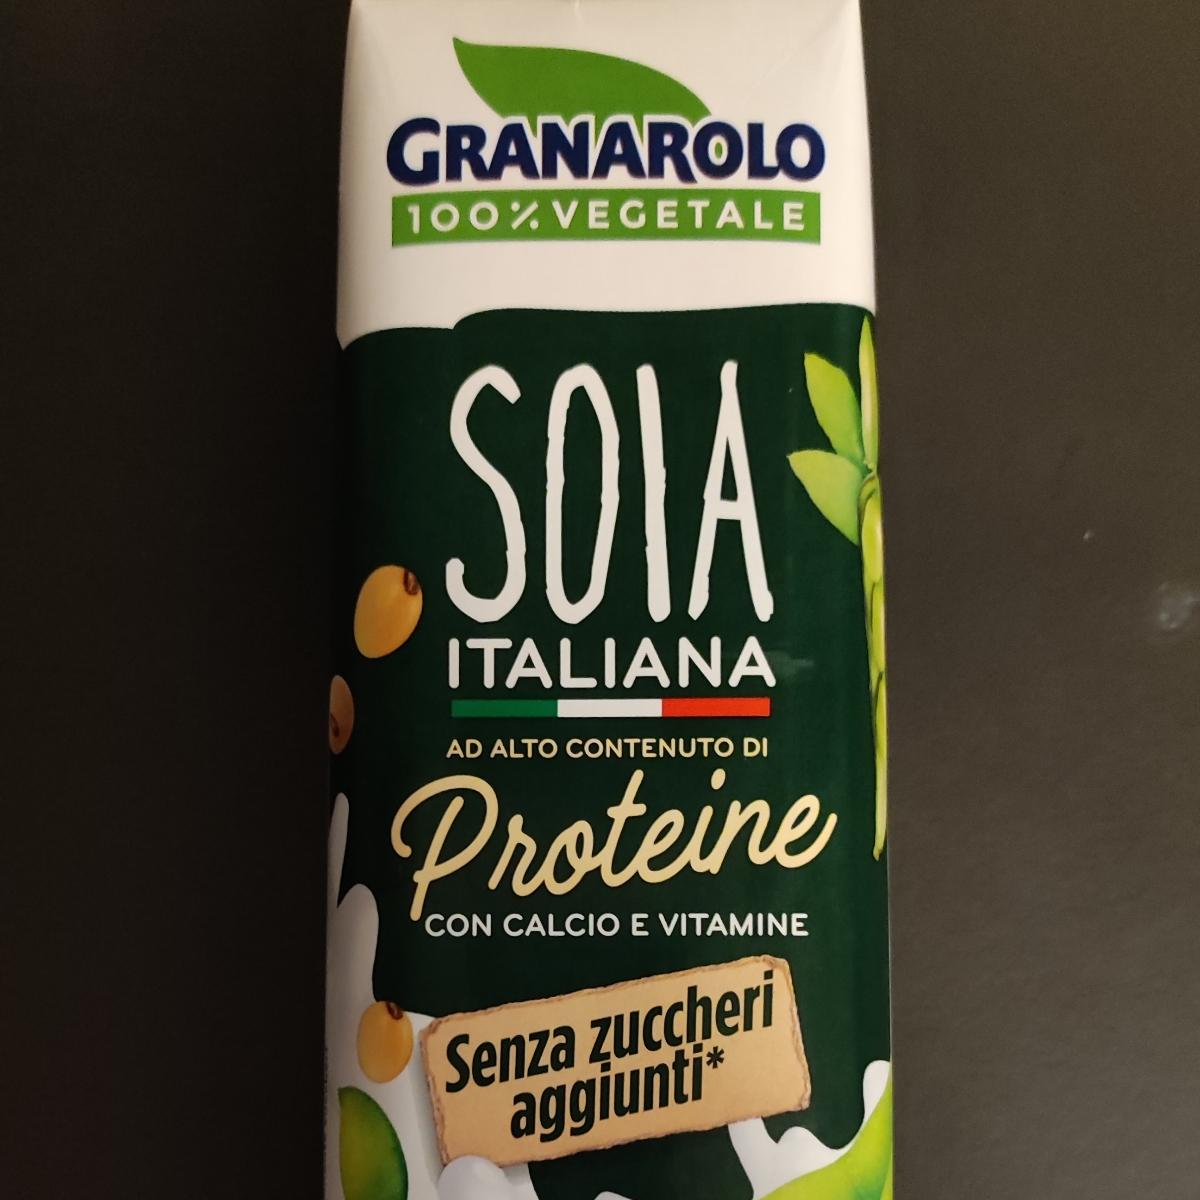 GRANAROLO
100% VEGETALE
SOIA
ITALIANA
AD ALTO CONTENUTO DI
Proteine
CON CALCIO E VITAMINE
Senza zuccheri
aggiunti*